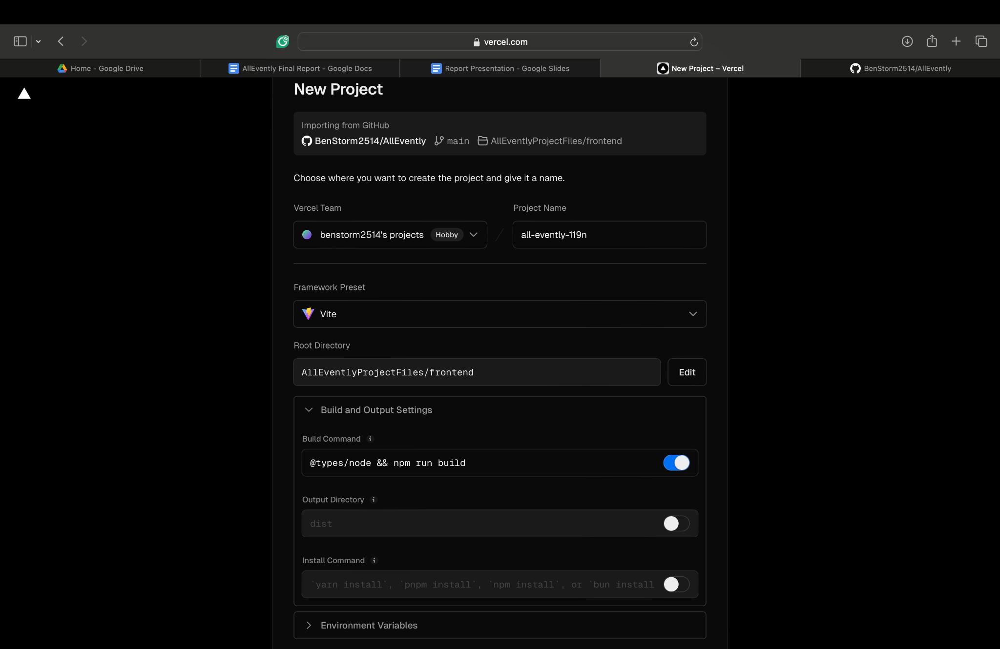 vercel.com
Home - Google Drive
AllEvently Final Report - Google Docs
Report Presentation - Google Slides
New Project – Vercel
BenStorm2514/AllEvently
New Project
Importing from GitHub
BenStorm2514/AllEvently main AllEventlyProjectFiles/frontend
Choose where you want to create the project and give it a name.
Vercel Team
Project Name
benstorm2514's projects Hobby
/
all-evently-119n
Framework Preset
Vite
Root Directory
AllEventlyProjectFiles/frontend
Edit
Build and Output Settings
Build Command
@types/node && npm run build
Output Directory
dist
Install Command
`yarn install`, `pnpm install`, `npm install`, or `bun install
Environment Variables